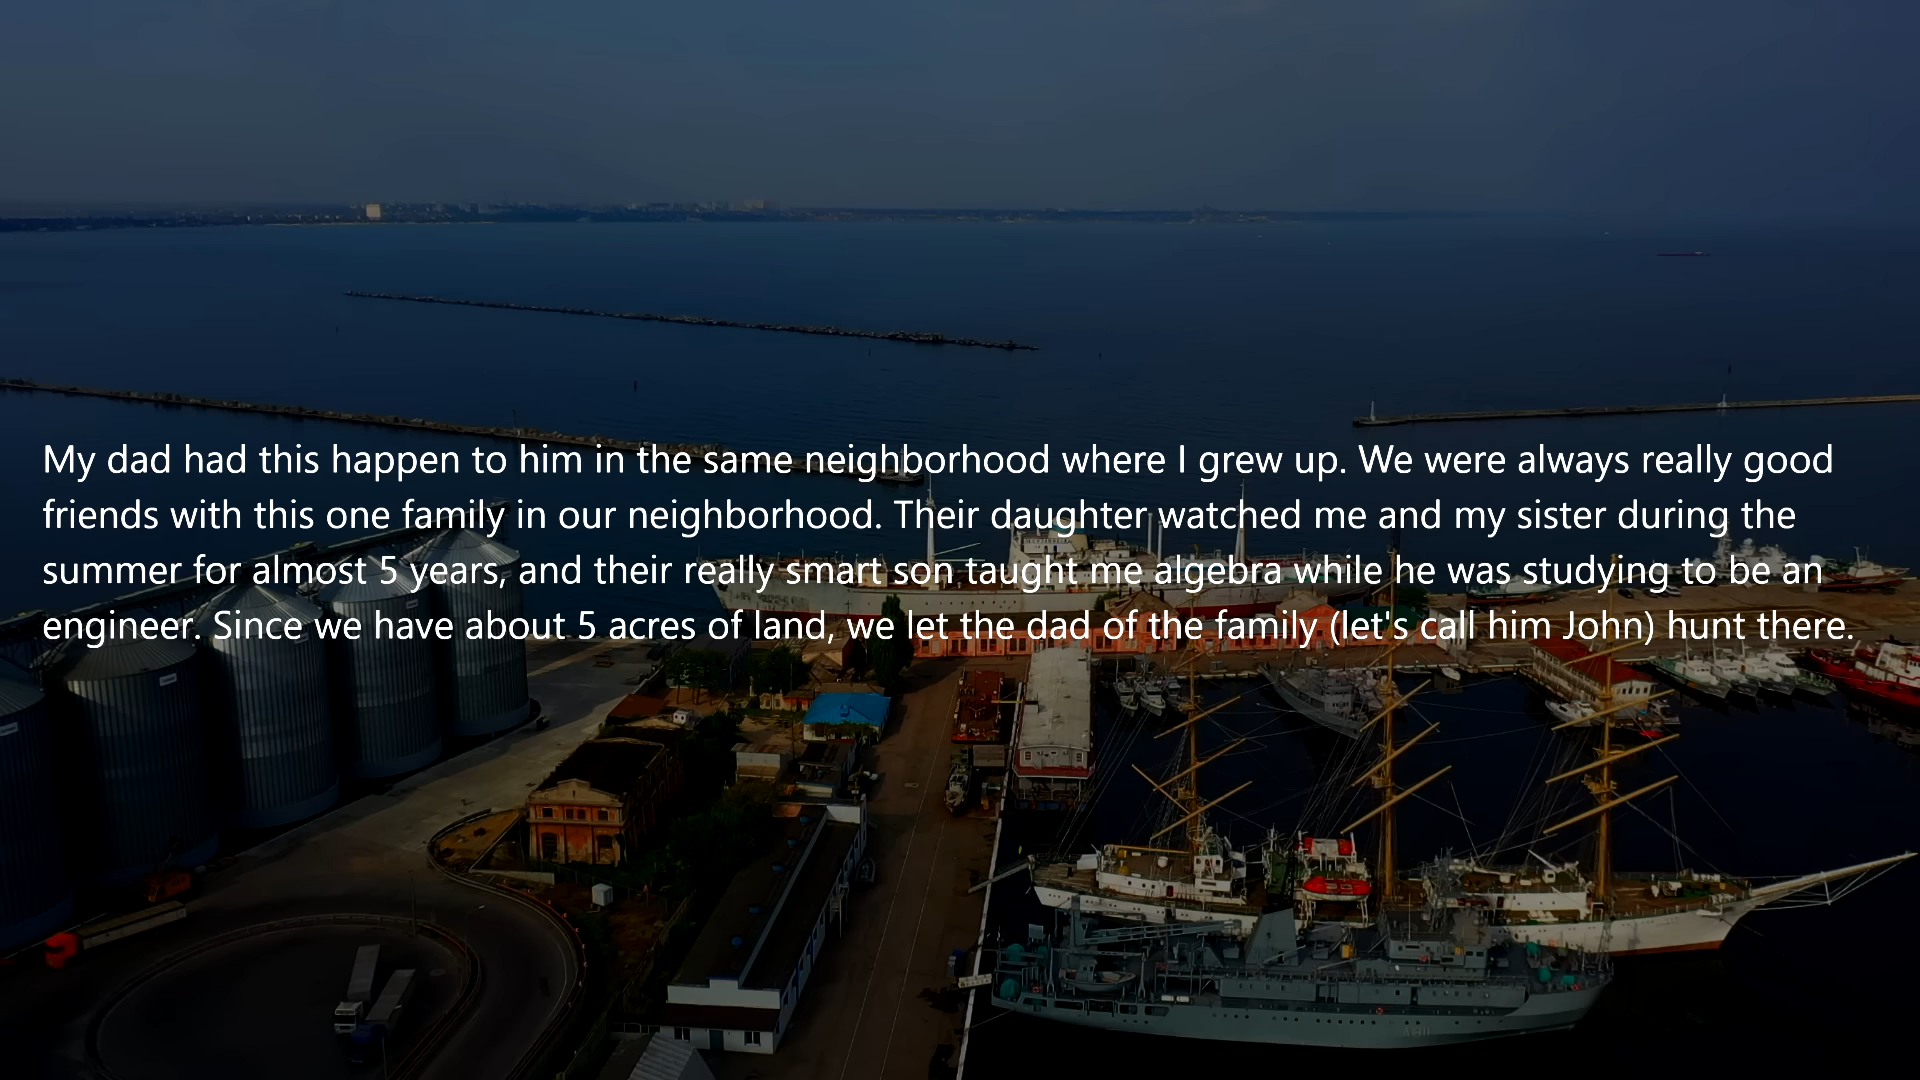 My dad had this happen to him in the same neighborhood where I grew up. We were always really good
friends with this one family in our neighborhood. Their daughter watched me and my sister during the
summer for almost 5 years, and their really smart son taught me algebra while he was studying to be an
engineer. Since we have about 5 acres of land, we let the dad of the family (let's call him John) hunt there.